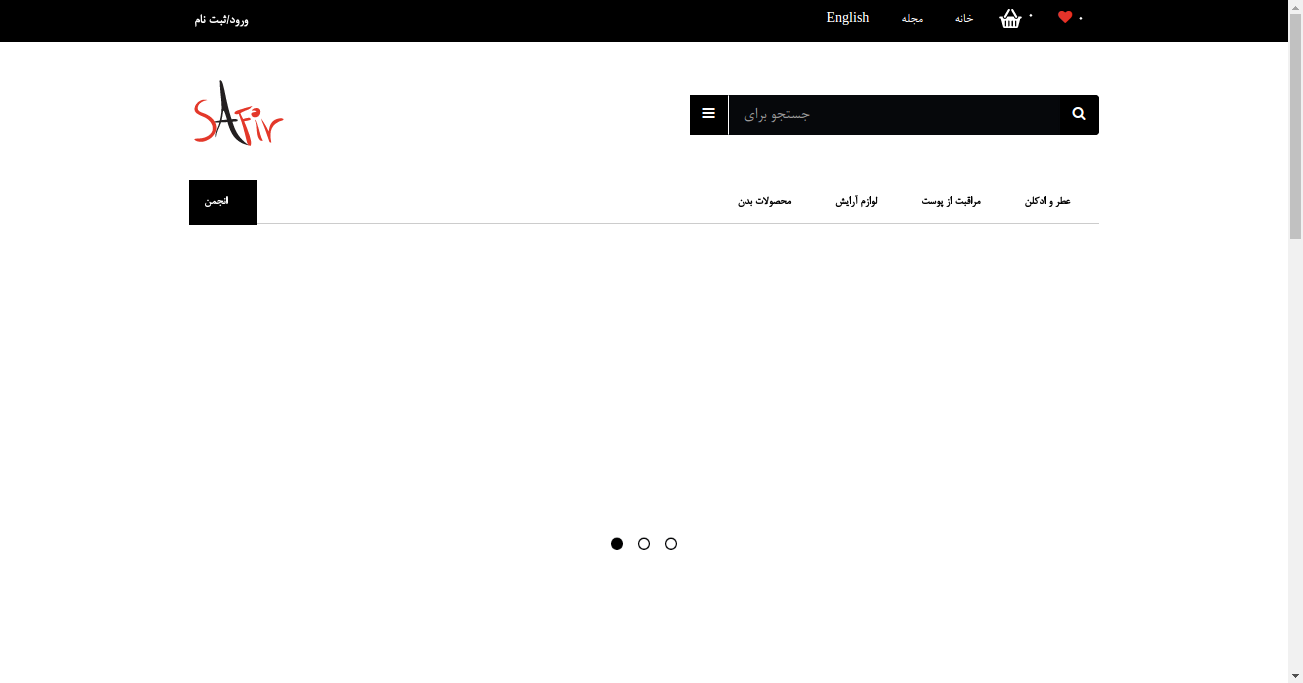 ۰ ۰ خانه مجله English ورود/ثبت نام
SAFir
جستجو برای
عطر و ادکلن مراقبت از پوست لوازم آرایش محصولات بدن انجمن